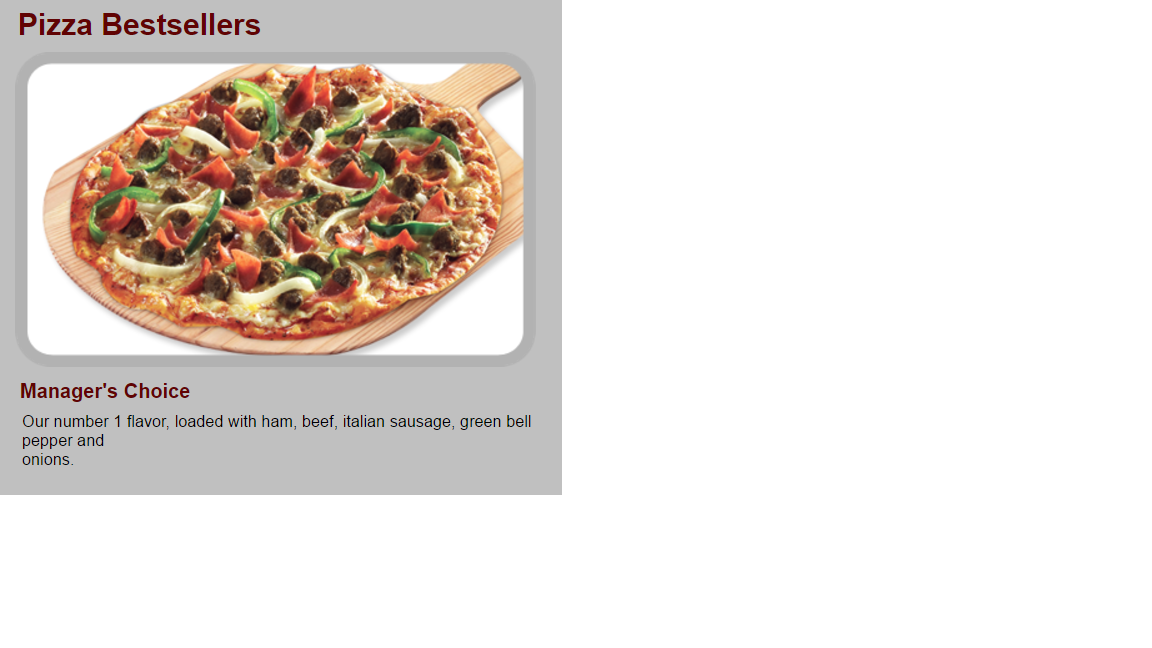 Pizza Bestsellers
Manager's Choice
Our number 1 flavor, loaded with ham, beef, italian sausage, green bell
pepper and
onions.